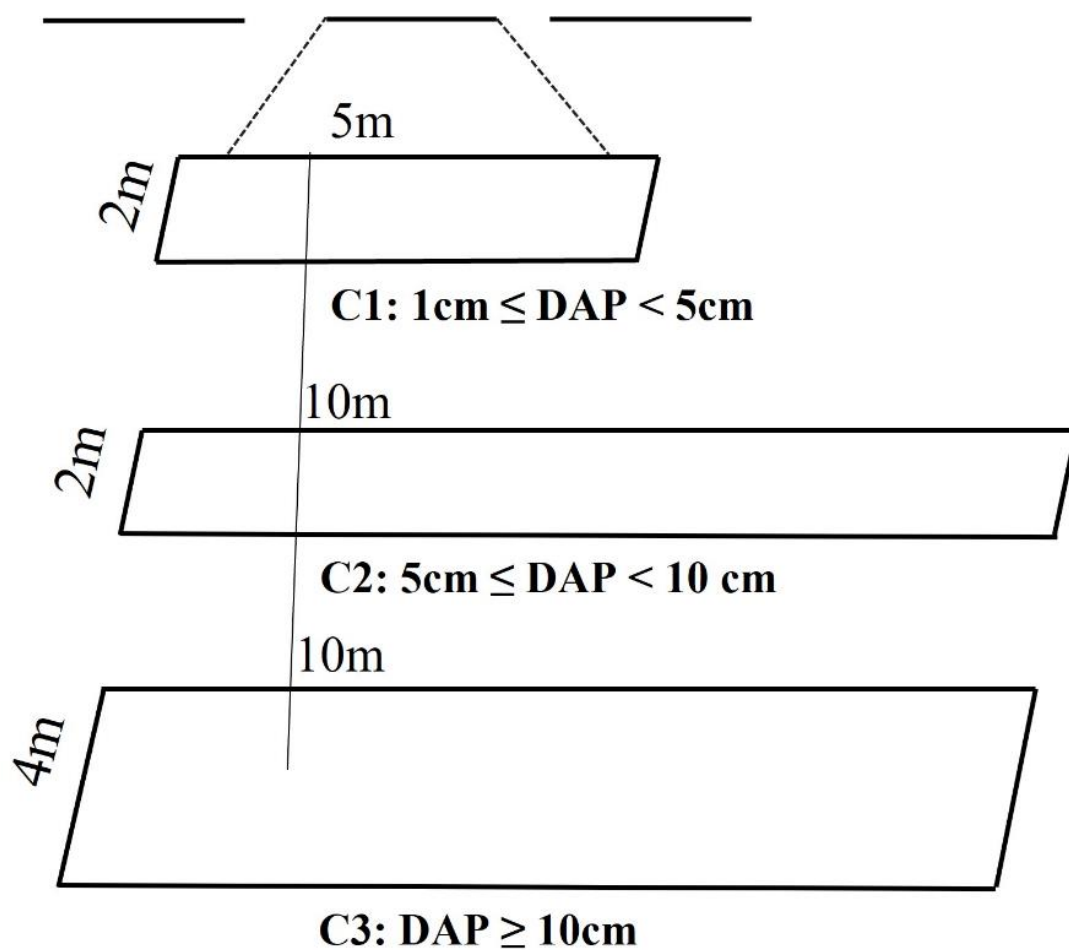 5m
2m
C1: 1cm ≤ DAP < 5cm
10m
2m
C2: 5cm ≤ DAP < 10 cm
10m
4m
C3: DAP ≥ 10cm